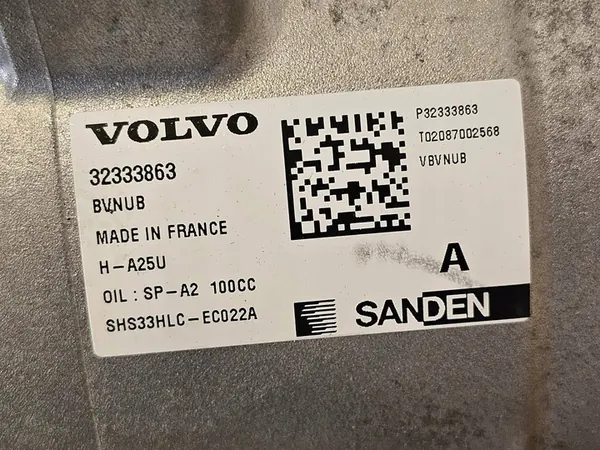 VOLVO
32333863
BVNUB
MADE IN FRANCE
H-A25U
OIL : SP-A2 100CC
SHS33HLC-EC022A
P32333863
T02087002568
VBVNUB
A
SANDEN